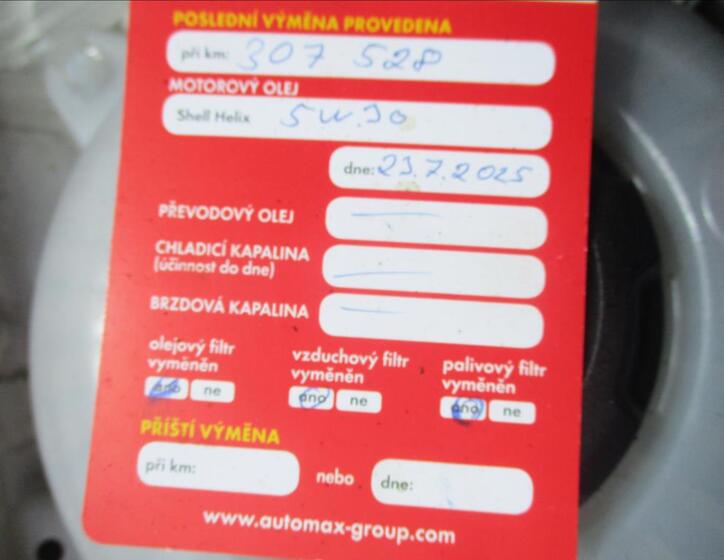 POSLEDNÍ VÝMĚNA PROVEDENA
při km: 307 528
MOTOROVÝ OLEJ
Shell Helix 5W.30
dne: 23.7.2025
PŘEVODOVÝ OLEJ
CHLADICÍ KAPALINA
(účinnost do dne)
BRZDOVÁ KAPALINA
olejový filtr
vyměněn
ano ne
vzduchový filtr
vyměněn
ano ne
palivový filtr
vyměněn
ano ne
PŘÍŠTÍ VÝMĚNA
při km: nebo dne:
www.automax-group.com